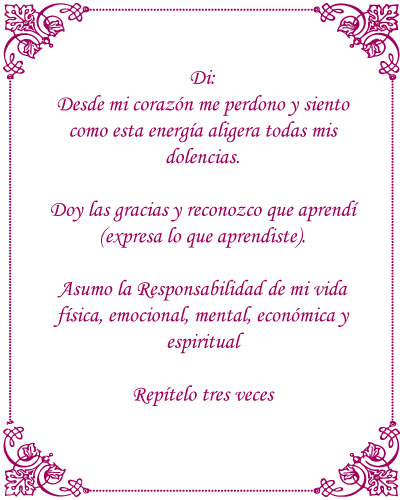 Di:
Desde mi corazón me perdono y siento
como esta energía aligera todas mis
dolencias.
Doy las gracias y reconozco que aprendí
(expresa lo que aprendiste).
Asumo la Responsabilidad de mi vida
física, emocional, mental, económica y
espiritual
Repítelo tres veces